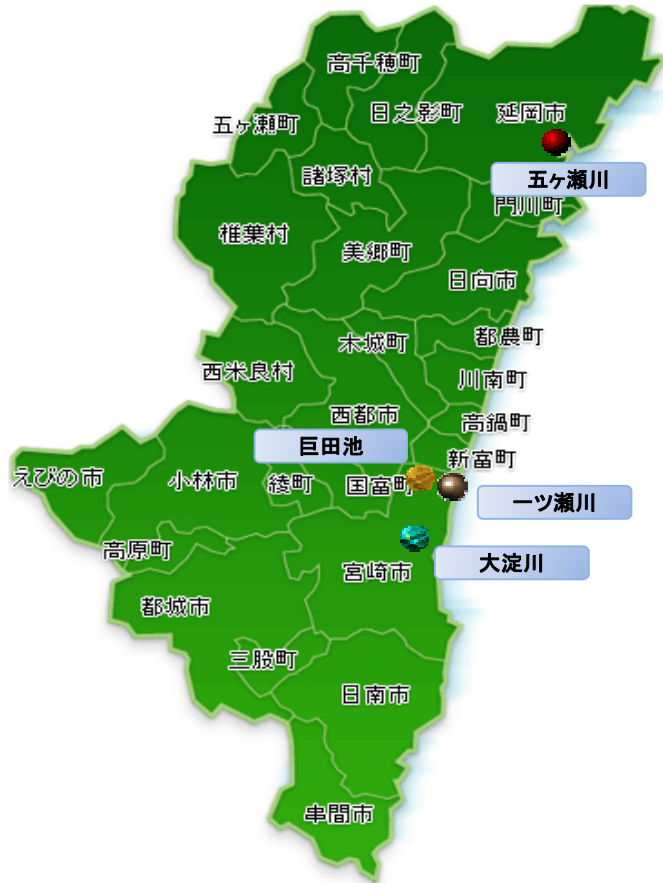 高千穂町
日之影町
延岡市
五ヶ瀬町
五ヶ瀬川
諸塚村
門川町
椎葉村
美郷町
日向市
木城町
都農町
西米良村
川南町
西都市
高鍋町
巨田池
新富町
えびの市
小林市
綾町
国富町
一ツ瀬川
高原町
大淀川
宮崎市
都城市
三股町
日南市
串間市